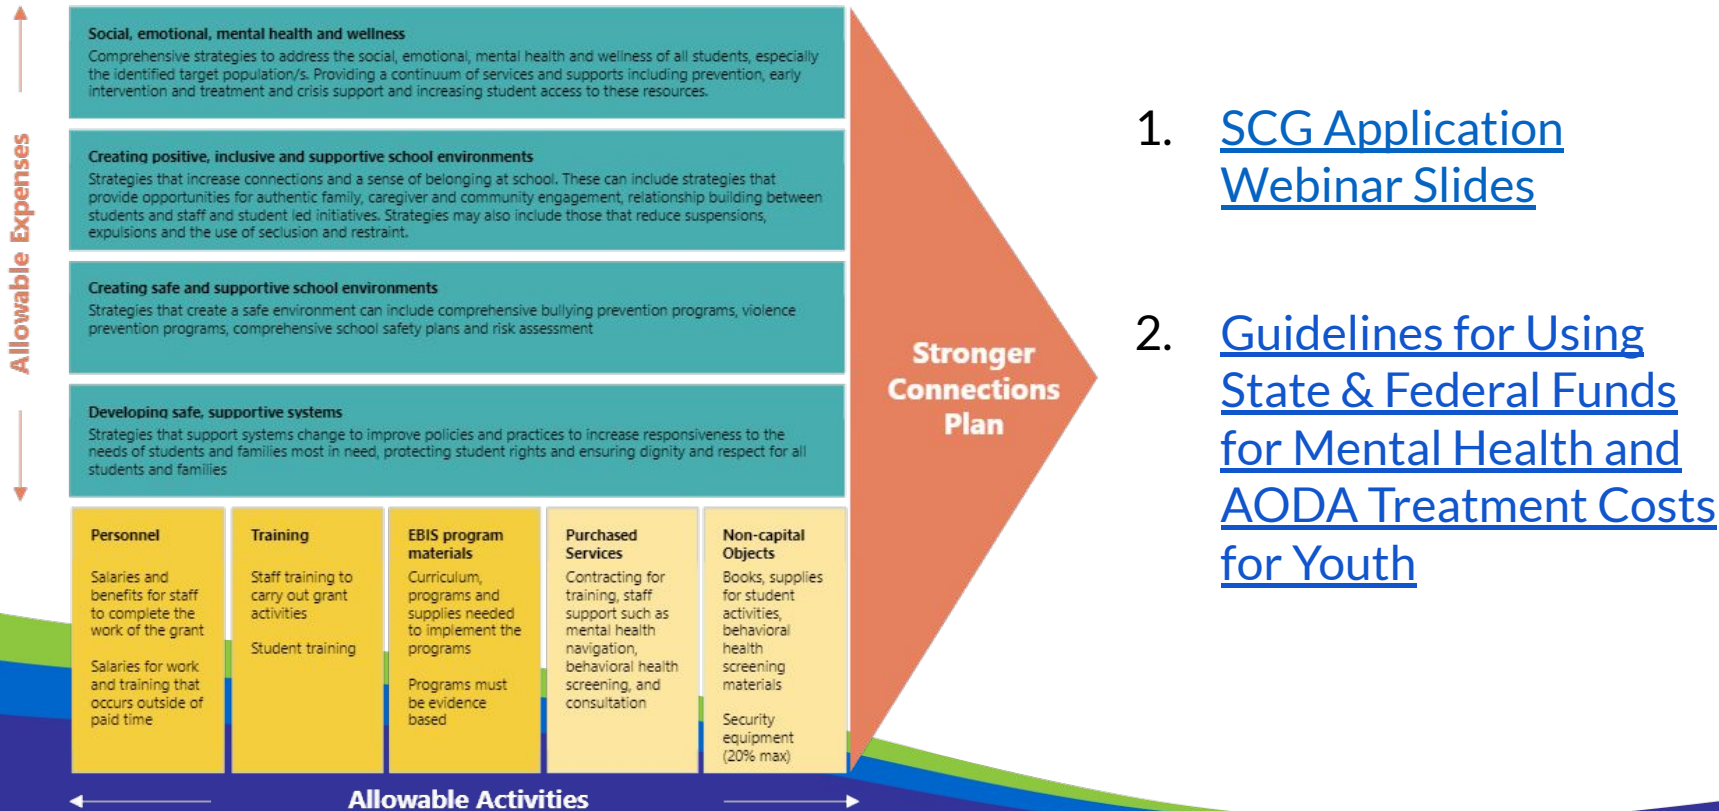 Allowable Expenses
Social, emotional, mental health and wellness
Comprehensive strategies to address the social, emotional, mental health and wellness of all students, especially
the identified target population/s. Providing a continuum of services and supports including prevention, early
intervention and treatment and crisis support and increasing student access to these resources.
Creating positive, inclusive and supportive school environments
Strategies that increase connections and a sense of belonging at school. These can include strategies that
provide opportunities for authentic family, caregiver and community engagement, relationship building between
students and staff and student led initiatives. Strategies may also include those that reduce suspensions,
expulsions and the use of seclusion and restraint.
Creating safe and supportive school environments
Strategies that create a safe environment can include comprehensive bullying prevention programs, violence
prevention programs, comprehensive school safety plans and risk assessment
Developing safe, supportive systems
Strategies that support systems change to improve policies and practices to increase responsiveness to the
needs of students and families most in need, protecting student rights and ensuring dignity and respect for all
students and families
Personnel
Salaries and
benefits for staff
to complete the
work of the grant
Salaries for work
and training that
occurs outside of
paid time
Training
Staff training to
carry out grant
activities
Student training
EBIS program
materials
Curriculum,
programs and
supplies needed
to implement the
programs
Programs must
be evidence
based
Purchased
Services
Contracting for
training, staff
support such as
mental health
navigation,
behavioral health
screening, and
consultation
Non-capital
Objects
Books, supplies
for student
activities,
behavioral
health
screening
materials
Security
equipment
(20% max)
Allowable Activities
Stronger
Connections
Plan
1. SCG Application
Webinar Slides
2. Guidelines for Using
State & Federal Funds
for Mental Health and
AODA Treatment Costs
for Youth